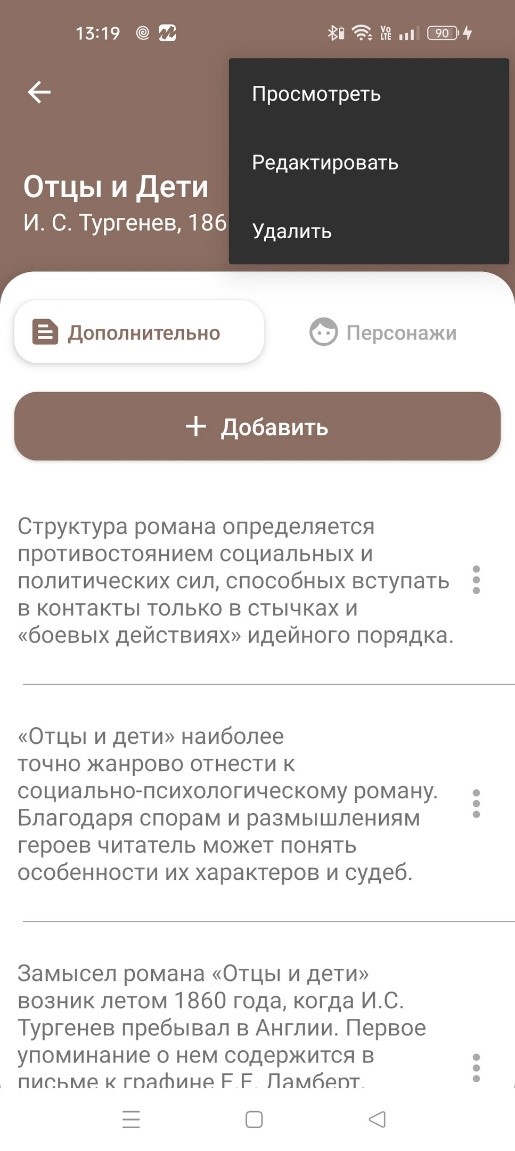 13:19
Vo
LTE
90
Просмотреть
Редактировать
Удалить
Отцы и Дети
И. С. Тургенев, 186
Дополнительно
Персонажи
+ Добавить
Структура романа определяется
противостоянием социальных и
политических сил, способных вступать
в контакты только в стычках и
«боевых действиях» идейного порядка.
«Отцы и дети» наиболее
точно жанрово отнести к
социально-психологическому роману.
Благодаря спорам и размышлениям
героев читатель может понять
особенности их характеров и судеб.
Замысел романа «Отцы и дети»
возник летом 1860 года, когда И.С.
Тургенев пребывал в Англии. Первое
упоминание о нем содержится в
письме к графине Е.Е. Ламберт.